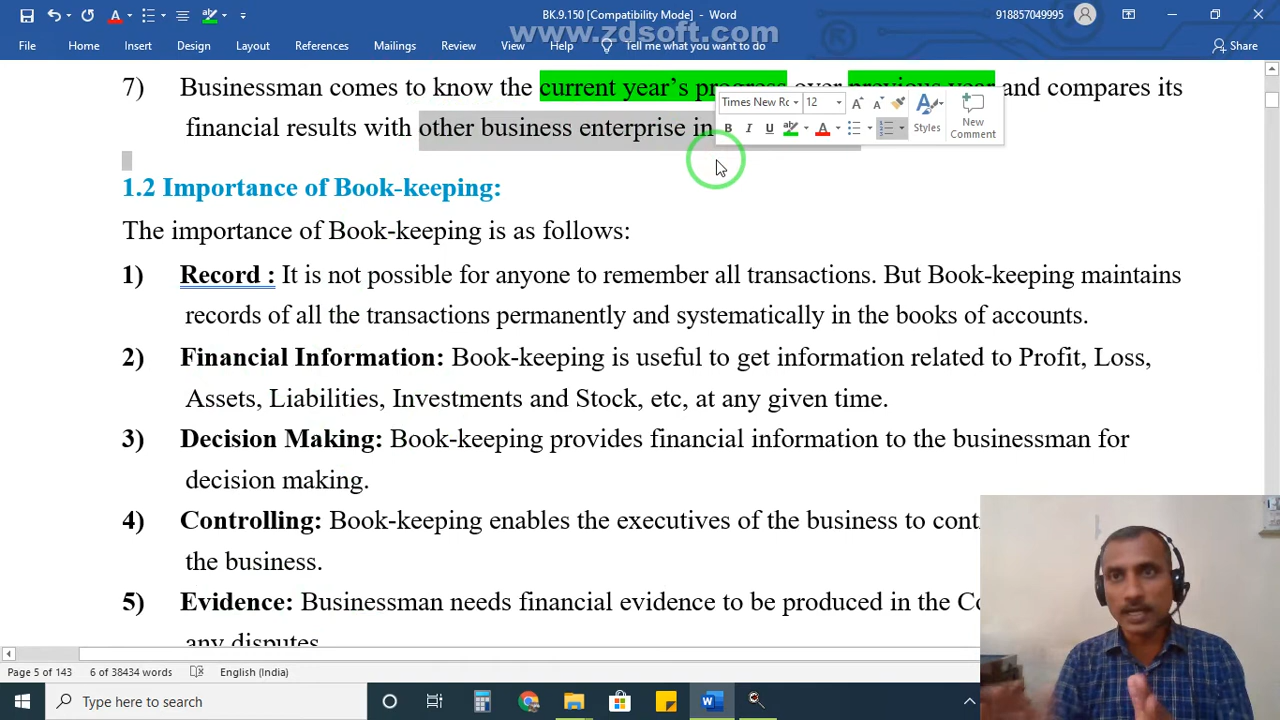 BK.9.150 [Compatibility Mode] - Word
918857049995
www.zdsoft.com
File Home Insert Design Layout References Mailings Review View Help Tell me what you want to do Share
7) Businessman comes to know the current year's progress over previous year and compares its
financial results with other business enterprise in
Times New Rc 12
Styles
New Comment
1.2 Importance of Book-keeping:
The importance of Book-keeping is as follows:
1) Record : It is not possible for anyone to remember all transactions. But Book-keeping maintains
records of all the transactions permanently and systematically in the books of accounts.
2) Financial Information: Book-keeping is useful to get information related to Profit, Loss,
Assets, Liabilities, Investments and Stock, etc, at any given time.
3) Decision Making: Book-keeping provides financial information to the businessman for
decision making.
4) Controlling: Book-keeping enables the executives of the business to cont
the business.
5) Evidence: Businessman needs financial evidence to be produced in the Co
any disputes
Page 5 of 143 6 of 38434 words English (India)
Type here to search